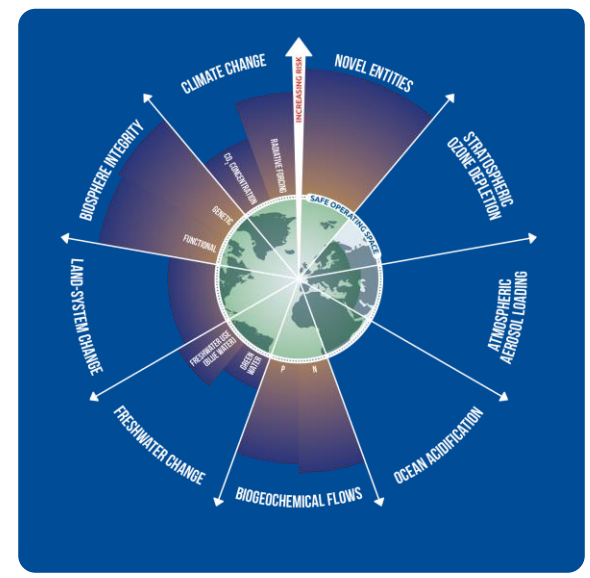 INCREASING RISK
NOVEL ENTITIES
STRATOSPHERIC
OZONE DEPLETION
ATMOSPHERIC
AEROSOL LOADING
OCEAN ACIDIFICATION
BIOGEOCHEMICAL FLOWS
P
N
FRESHWATER CHANGE
FRESHWATER USE
(BLUE WATER)
GREEN
WATER
LAND-SYSTEM CHANGE
BIOSPHERE INTEGRITY
GENETIC
FUNCTIONAL
CLIMATE CHANGE
CO₂ CONCENTRATION
RADIATIVE FORCING
SAFE OPERATING SPACE